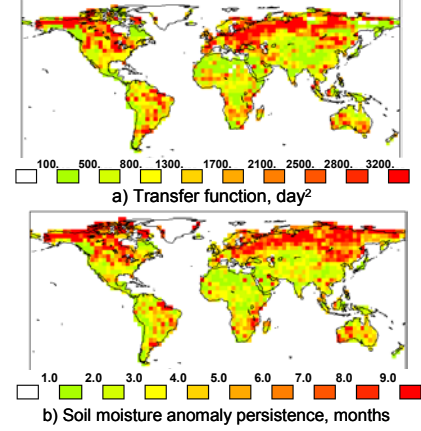 100. 500. 800. 1300. 1700. 2100. 2500. 2800. 3200.
a) Transfer function, day²
1.0 2.0 3.0 4.0 5.0 6.0 7.0 8.0 9.0
b) Soil moisture anomaly persistence, months